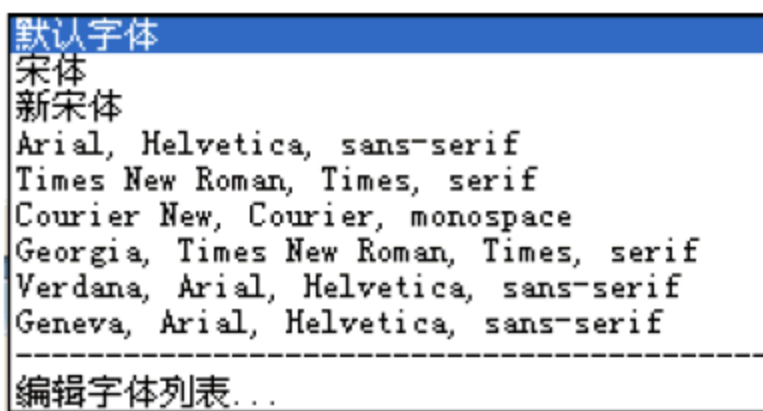 默认字体
宋体
新宋体
Arial, Helvetica, sans-serif
Times New Roman, Times, serif
Courier New, Courier, monospace
Georgia, Times New Roman, Times, serif
Verdana, Arial, Helvetica, sans-serif
Geneva, Arial, Helvetica, sans-serif
编辑字体列表...